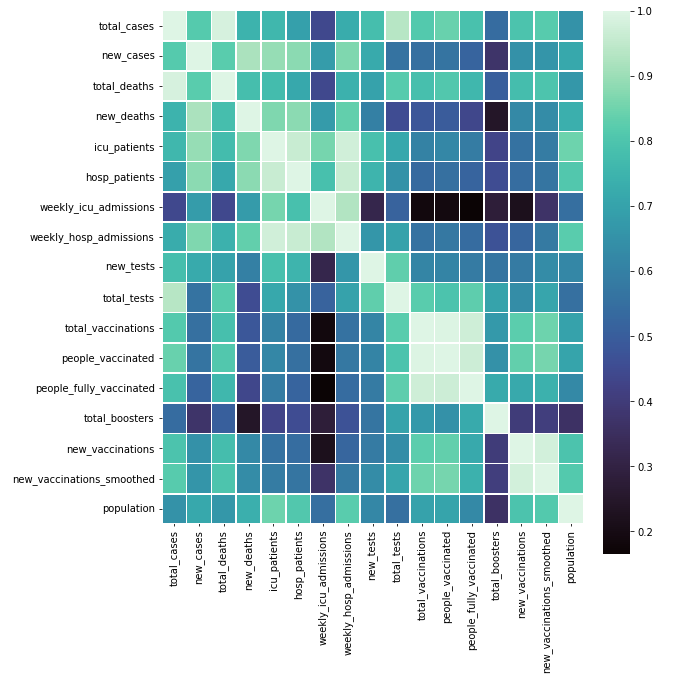 total_cases
new_cases
total_deaths
new_deaths
icu_patients
hosp_patients
weekly_icu_admissions
weekly_hosp_admissions
new_tests
total_tests
total_vaccinations
people_vaccinated
people_fully_vaccinated
total_boosters
new_vaccinations
new_vaccinations_smoothed
population
total_cases
new_cases
total_deaths
new_deaths
icu_patients
hosp_patients
weekly_icu_admissions
weekly_hosp_admissions
new_tests
total_tests
total_vaccinations
people_vaccinated
people_fully_vaccinated
total_boosters
new_vaccinations
new_vaccinations_smoothed
population
1.0
0.9
0.8
0.7
0.6
0.5
0.4
0.3
0.2